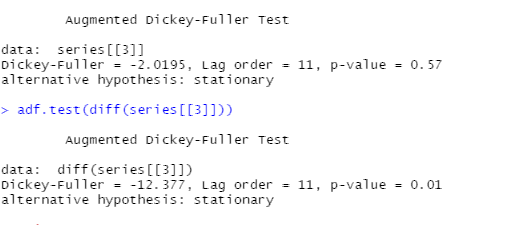 Augmented Dickey-Fuller Test
data:  series[[3]]
Dickey-Fuller = -2.0195, Lag order = 11, p-value = 0.57
alternative hypothesis: stationary
> adf.test(diff(series[[3]]))
Augmented Dickey-Fuller Test
data:  diff(series[[3]])
Dickey-Fuller = -12.377, Lag order = 11, p-value = 0.01
alternative hypothesis: stationary